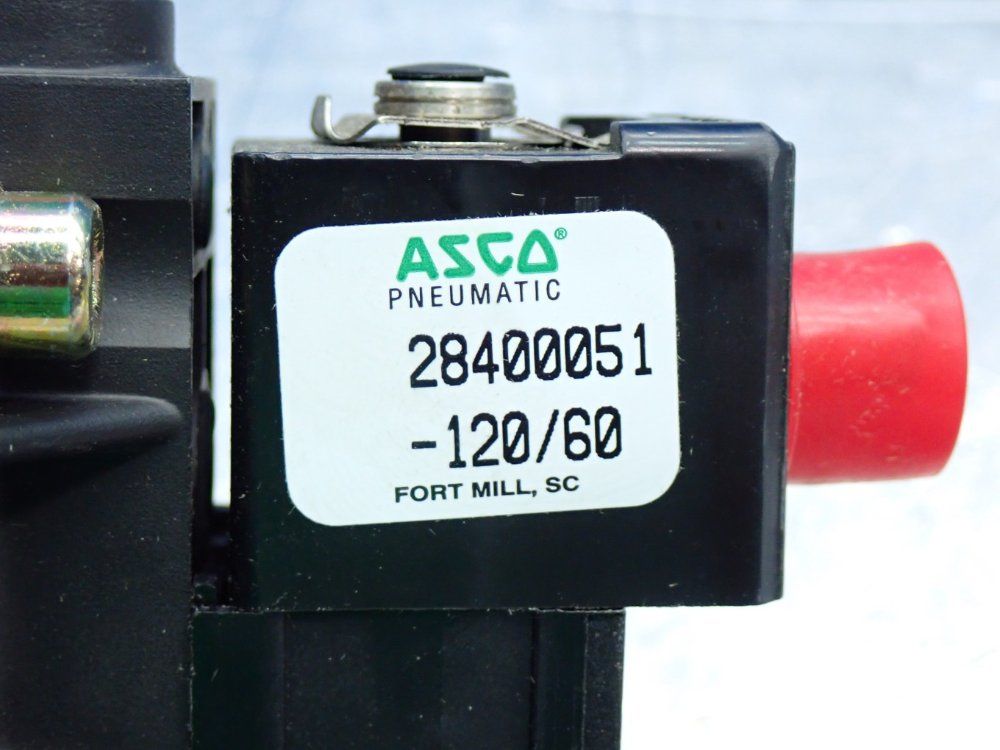 ASCO®
PNEUMATIC
28400051
-120/60
FORT MILL, SC